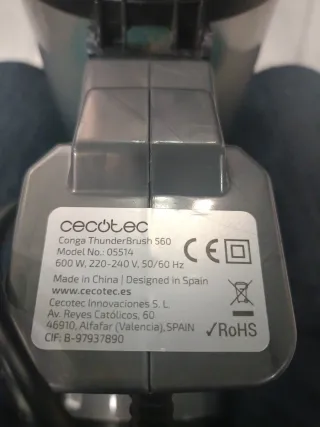 cecotec
Conga ThunderBrush 560
Model No.: 05514
600 W, 220-240 V, 50/60 Hz
Made in China | Designed in Spain
www.cecotec.es
Cecotec Innovaciones S. L.
Av. Reyes Católicos, 60
46910, Alfafar (Valencia), SPAIN
CIF: B-97937890
CE
✓RoHS